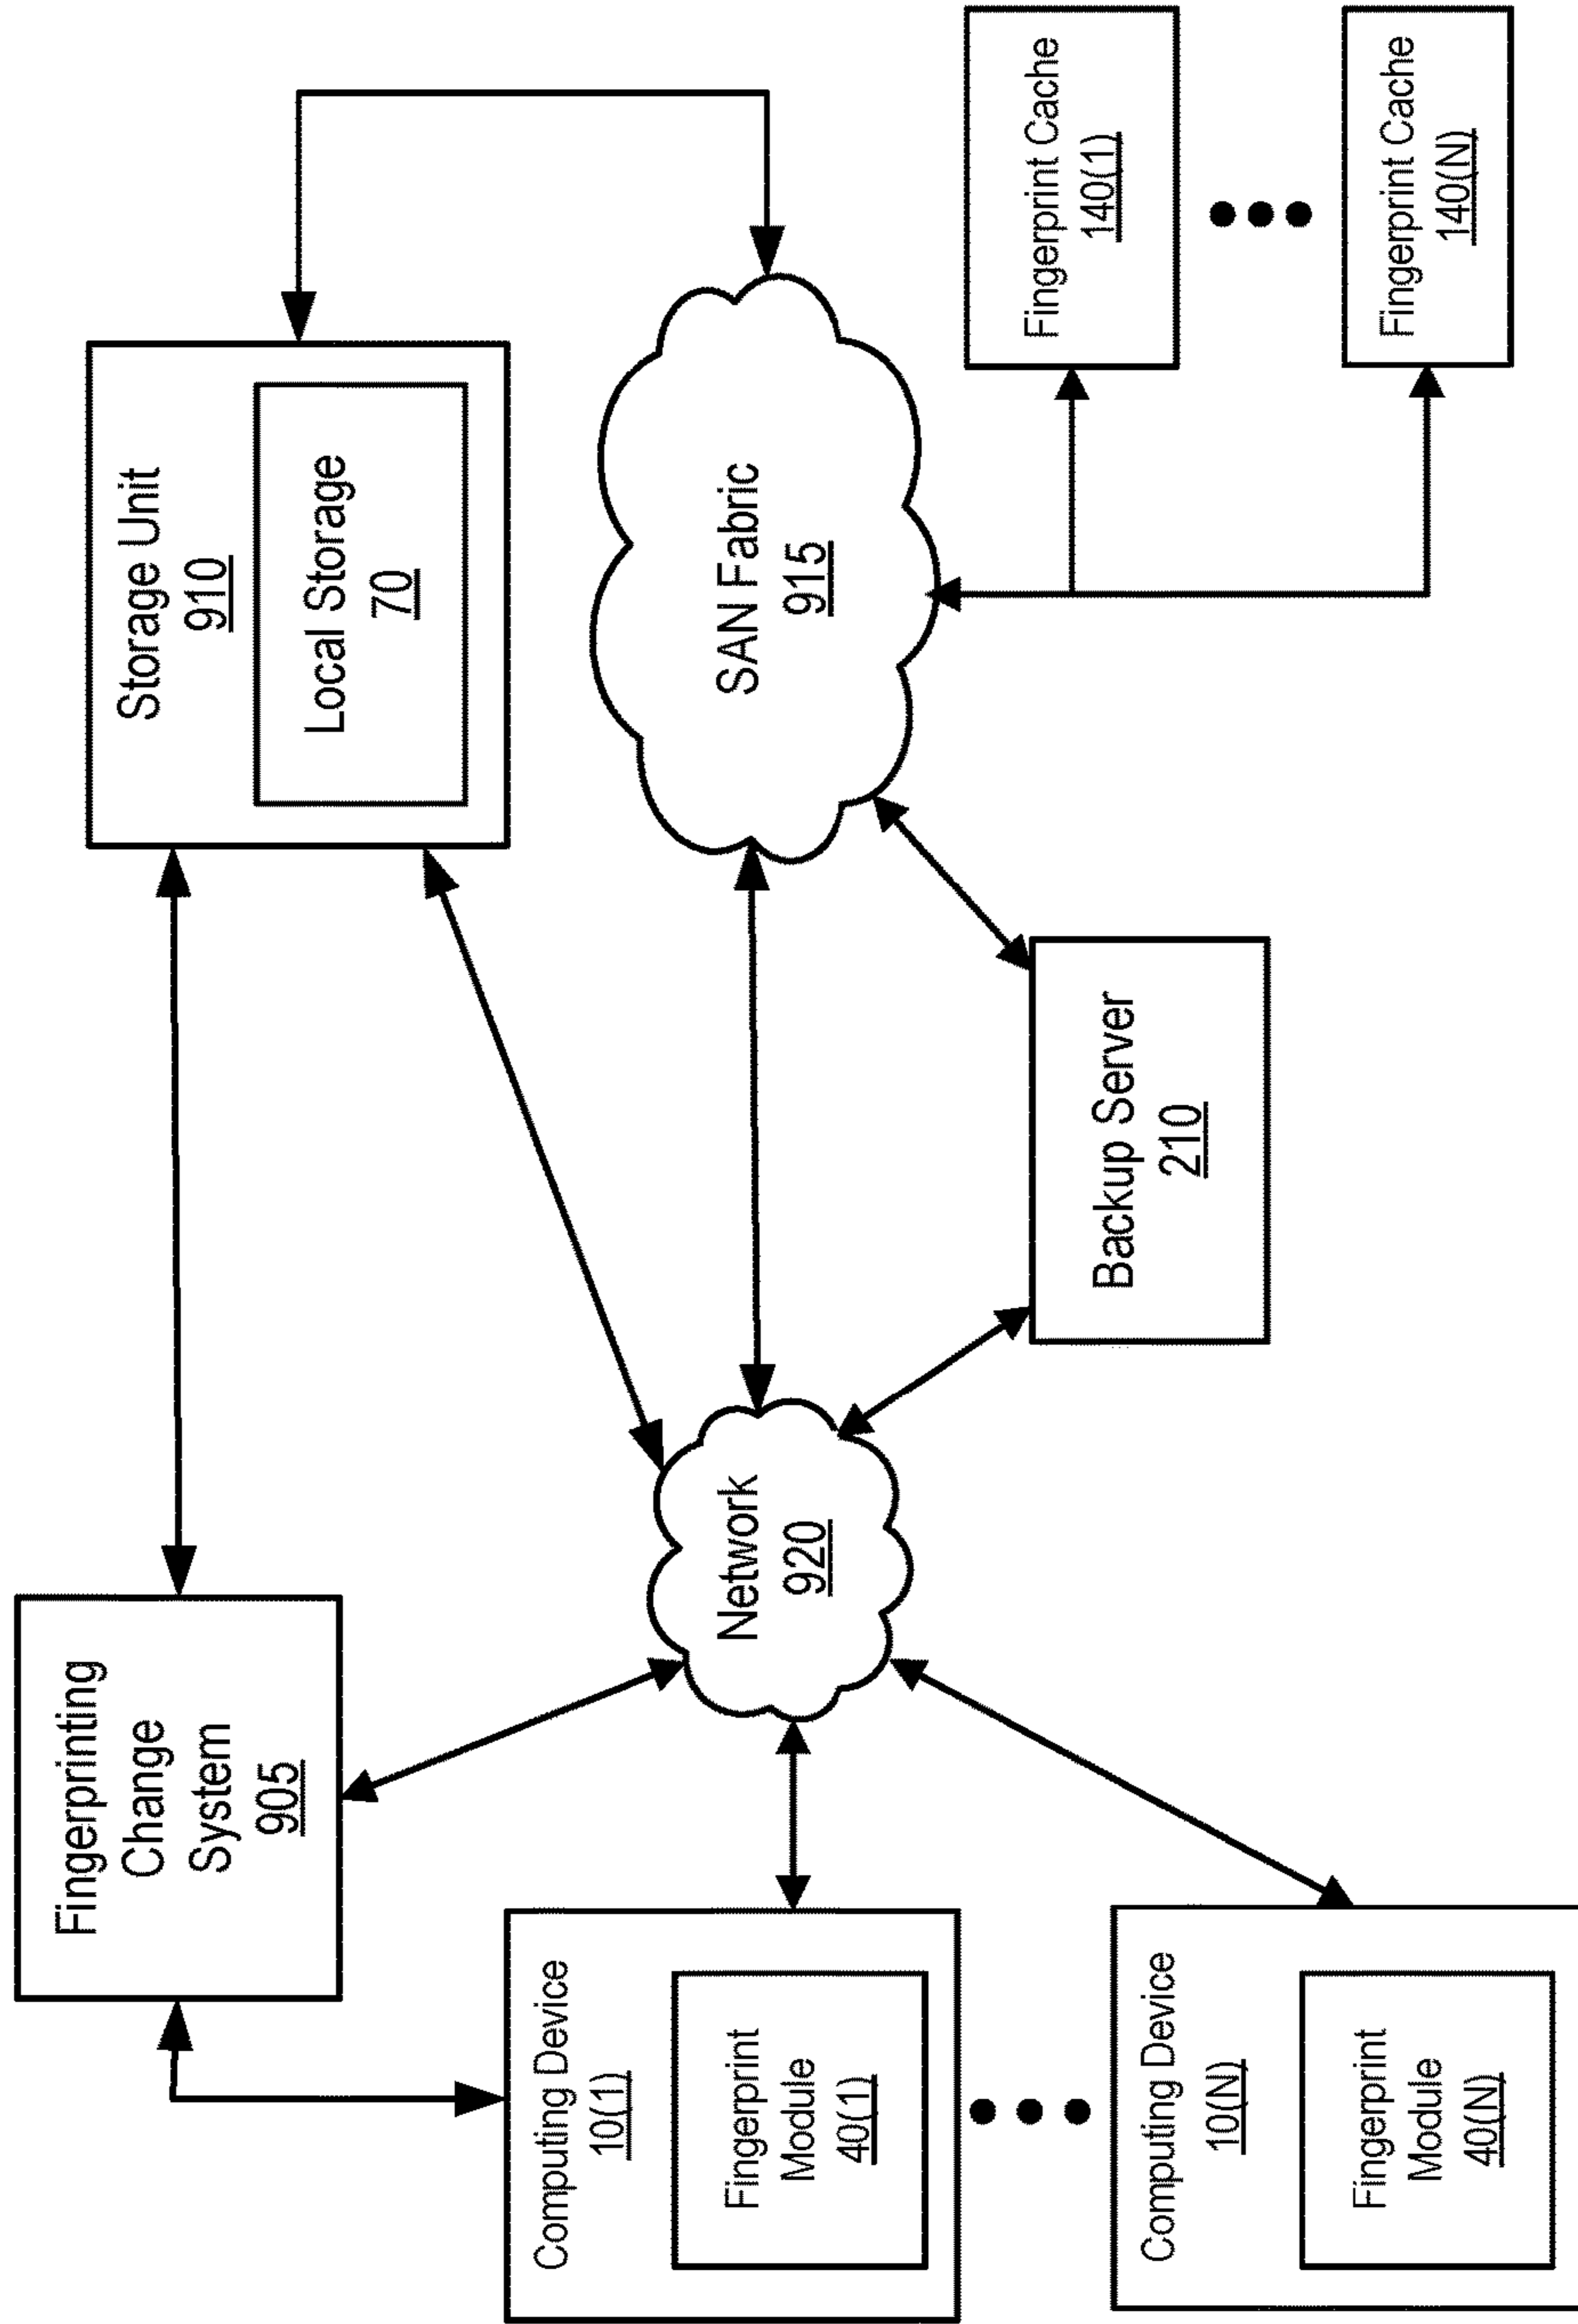 Fingerprinting
Change
System
905
Storage Unit
910
Local Storage
70
Computing Device
10(1)
Fingerprint
Module
40(1)
Network
920
SAN Fabric
915
Computing Device
10(N)
Fingerprint
Module
40(N)
Backup Server
210
Fingerprint Cache
140(1)
Fingerprint Cache
140(N)